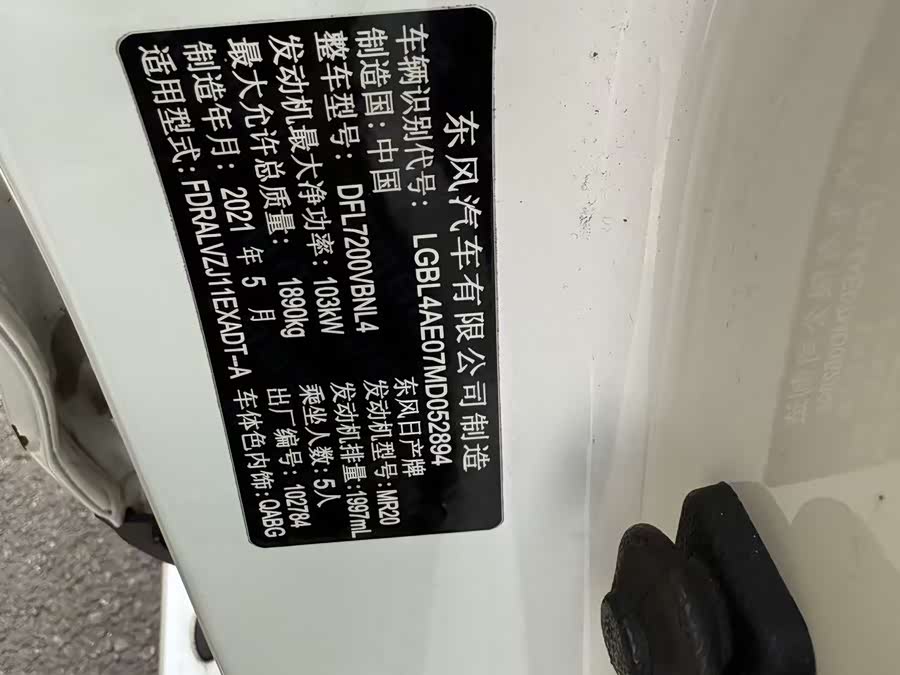 东风汽车有限公司制造
车辆识别代号: LGBL4AE07MD052894
制造国: 中国 东风日产牌
整车型号: DFL7200VBNL4 发动机型号: MR20
发动机最大净功率: 103kW 发动机排量: 1997mL
最大允许总质量: 1890kg 乘坐人数: 5人
制造年月: 2021 年 5 月 出厂编号: 102784
适用型式: FDRALVZJ11EXADT--A 车体色内饰: QABG